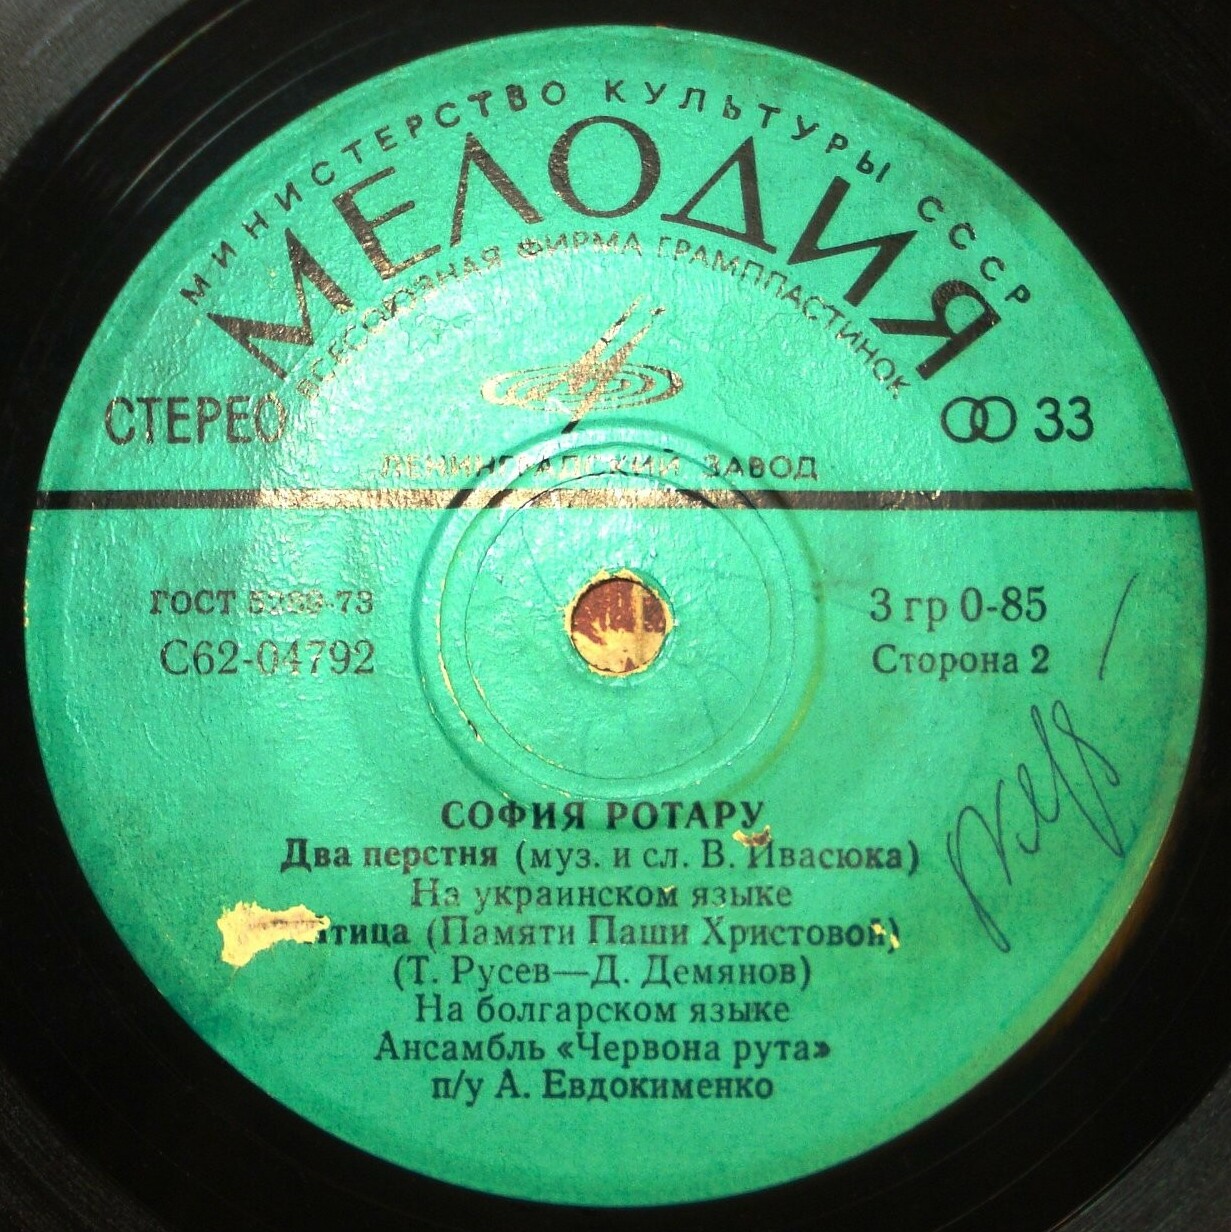 МИНИСТЕРСТВО КУЛЬТУРЫ СССР
МЕЛОДИЯ
ВСЕСОЮЗНАЯ ФИРМА ГРАМПЛАСТИНОК
СТЕРЕО
33
ЛЕНИНГРАДСКИЙ ЗАВОД
ГОСТ 5289-73
3 гр 0-85
С62-04792
Сторона 2
СОФИЯ РОТАРУ
Два перстня (муз. и сл. В. Ивасюка)
На украинском языке
(Памяти Паши Христовой)
(Т. Русев—Д. Демянов)
На болгарском языке
Ансамбль «Червона рута»
п/у А. Евдокименко